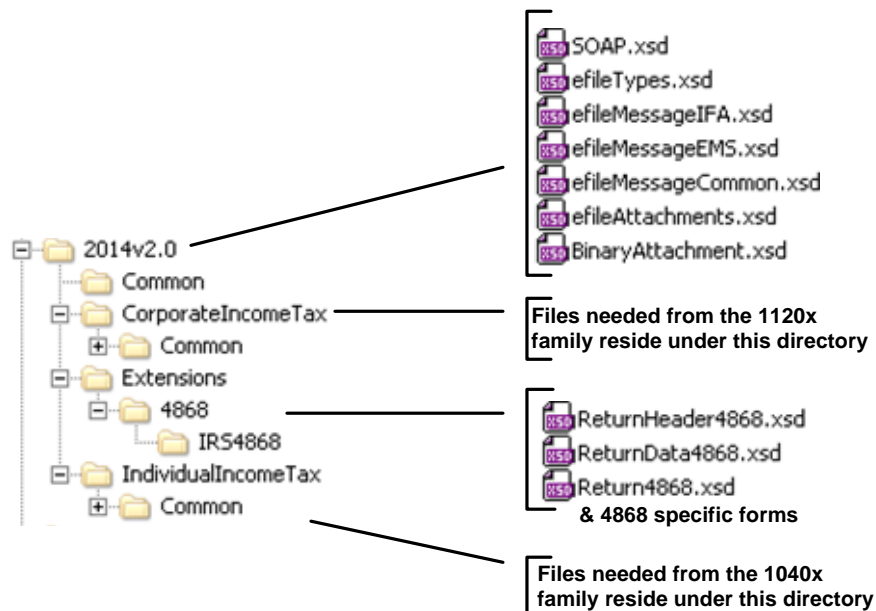 SOAP.xsd
efileTypes.xsd
efileMessageIFA.xsd
efileMessageEMS.xsd
efileMessageCommon.xsd
efileAttachments.xsd
BinaryAttachment.xsd
2014v2.0
Common
CorporateIncomeTax
Common
Extensions
4868
IRS4868
IndividualIncomeTax
Common
Files needed from the 1120x
family reside under this directory
ReturnHeader4868.xsd
ReturnData4868.xsd
Return4868.xsd
& 4868 specific forms
Files needed from the 1040x
family reside under this directory